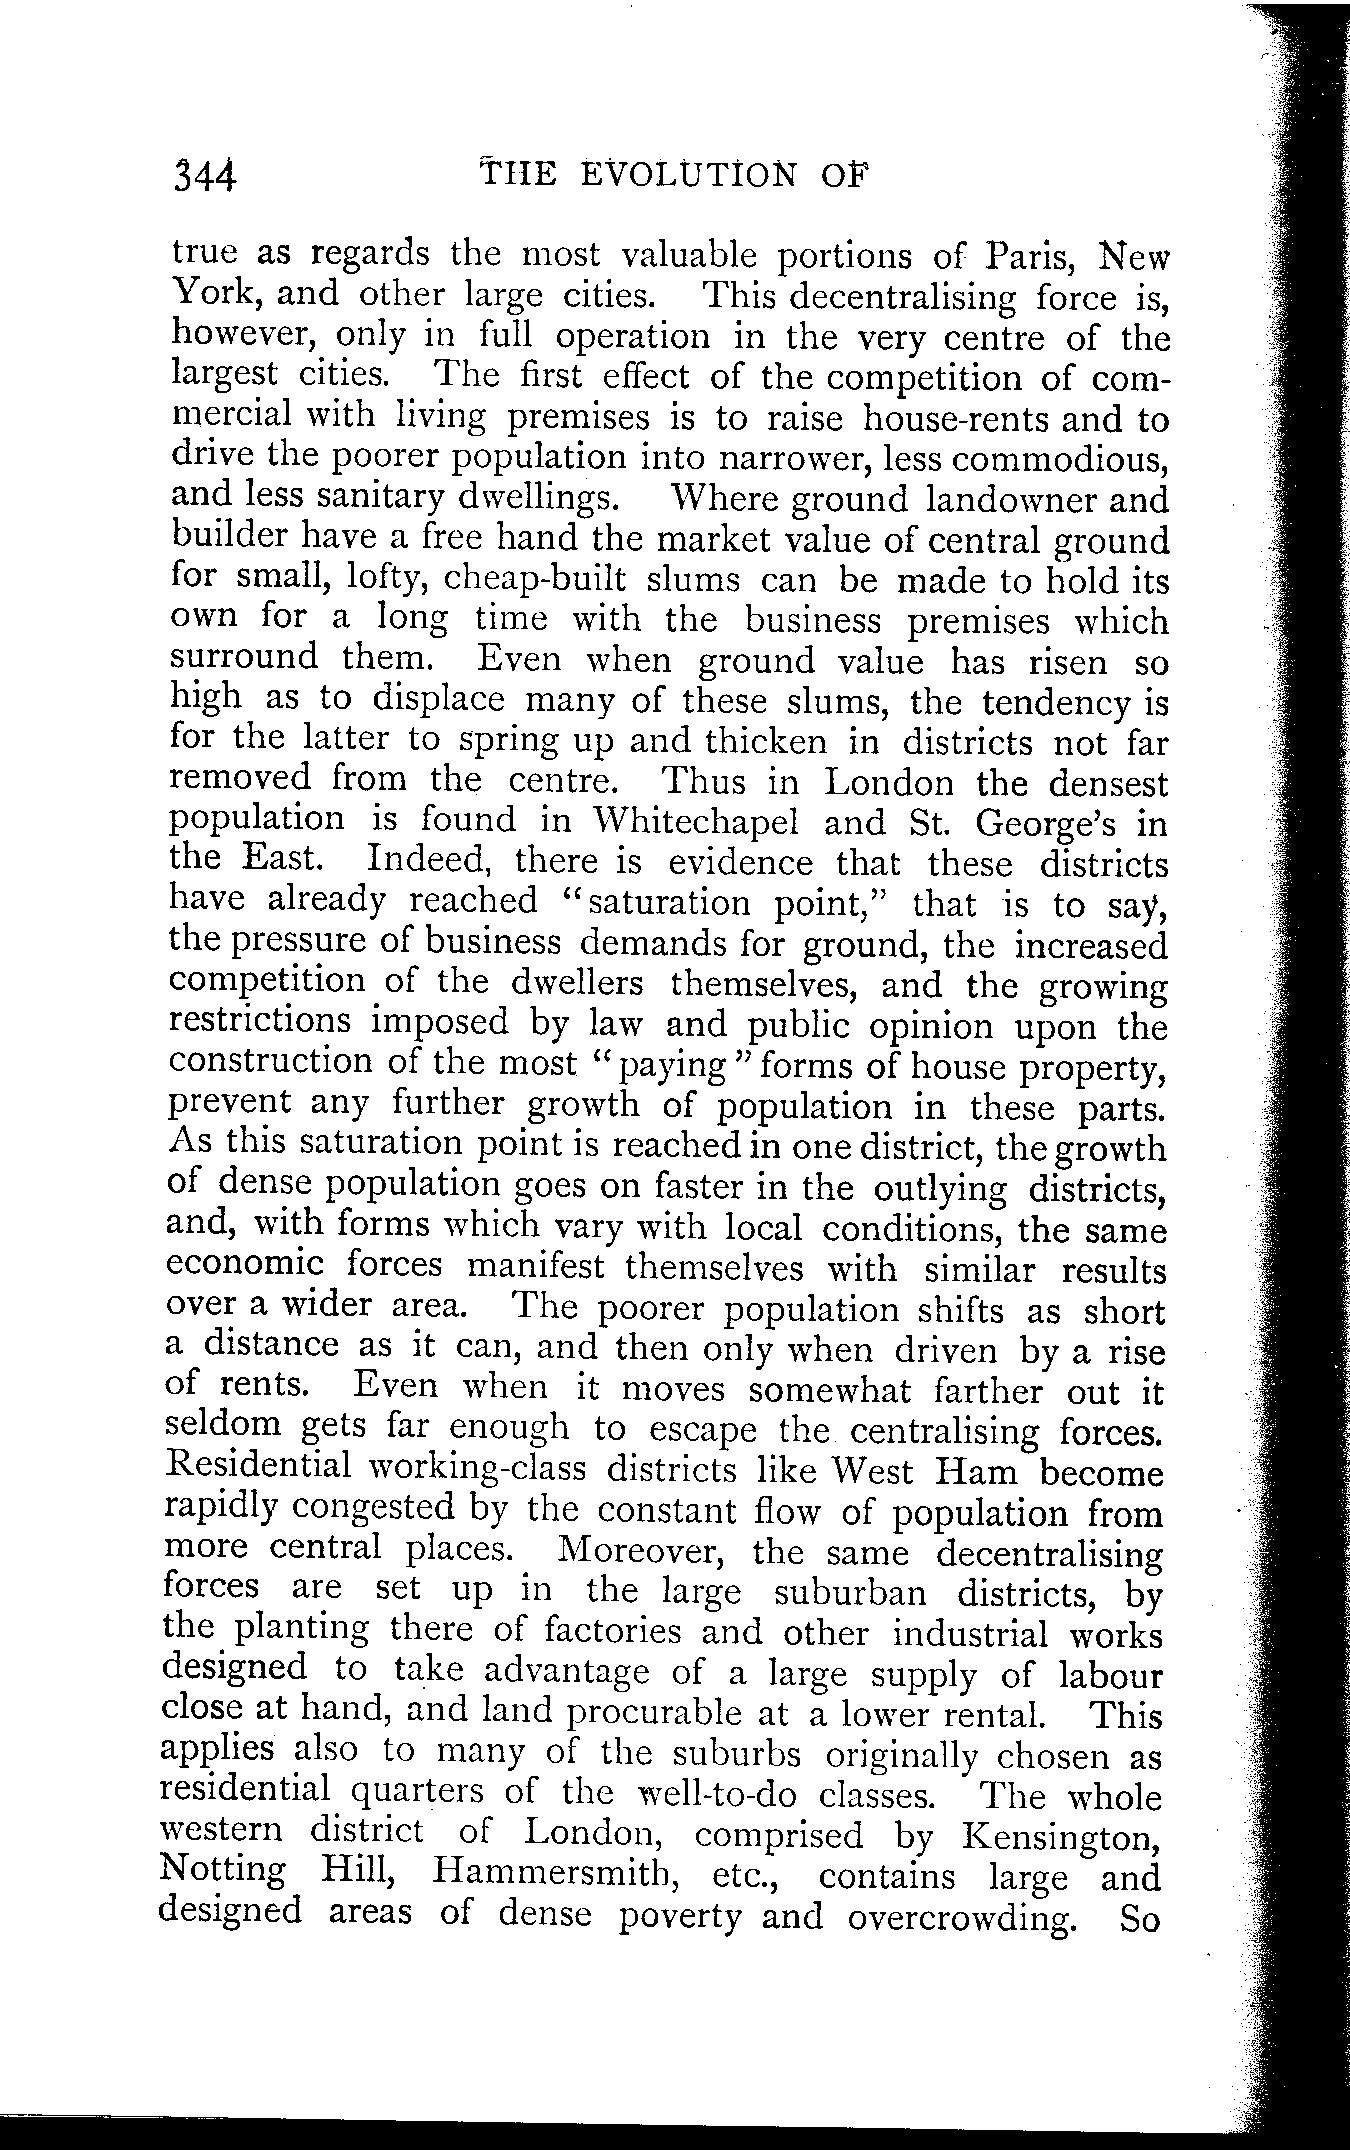 344 THE EVOLUTION OF
true as regards the most valuable portions of Paris, New
York, and other large cities. This decentralising force is,
however, only in full operation in the very centre of the
largest cities. The first effect of the competition of com-
mercial with living premises is to raise house-rents and to
drive the poorer population into narrower, less commodious,
and less sanitary dwellings. Where ground landowner and
builder have a free hand the market value of central ground
for small, lofty, cheap-built slums can be made to hold its
own for a long time with the business premises which
surround them. Even when ground value has risen so
high as to displace many of these slums, the tendency is
for the latter to spring up and thicken in districts not far
removed from the centre. Thus in London the densest
population is found in Whitechapel and St. George's in
the East. Indeed, there is evidence that these districts
have already reached "saturation point," that is to say,
the pressure of business demands for ground, the increased
competition of the dwellers themselves, and the growing
restrictions imposed by law and public opinion upon the
construction of the most "paying" forms of house property,
prevent any further growth of population in these parts.
As this saturation point is reached in one district, the growth
of dense population goes on faster in the outlying districts,
and, with forms which vary with local conditions, the same
economic forces manifest themselves with similar results
over a wider area. The poorer population shifts as short
a distance as it can, and then only when driven by a rise
of rents. Even when it moves somewhat farther out it
seldom gets far enough to escape the centralising forces.
Residential working-class districts like West Ham become
rapidly congested by the constant flow of population from
more central places. Moreover, the same decentralising
forces are set up in the large suburban districts, by
the planting there of factories and other industrial works
designed to take advantage of a large supply of labour
close at hand, and land procurable at a lower rental. This
applies also to many of the suburbs originally chosen as
residential quarters of the well-to-do classes. The whole
western district of London, comprised by Kensington,
Notting Hill, Hammersmith, etc., contains large and
designed areas of dense poverty and overcrowding. So